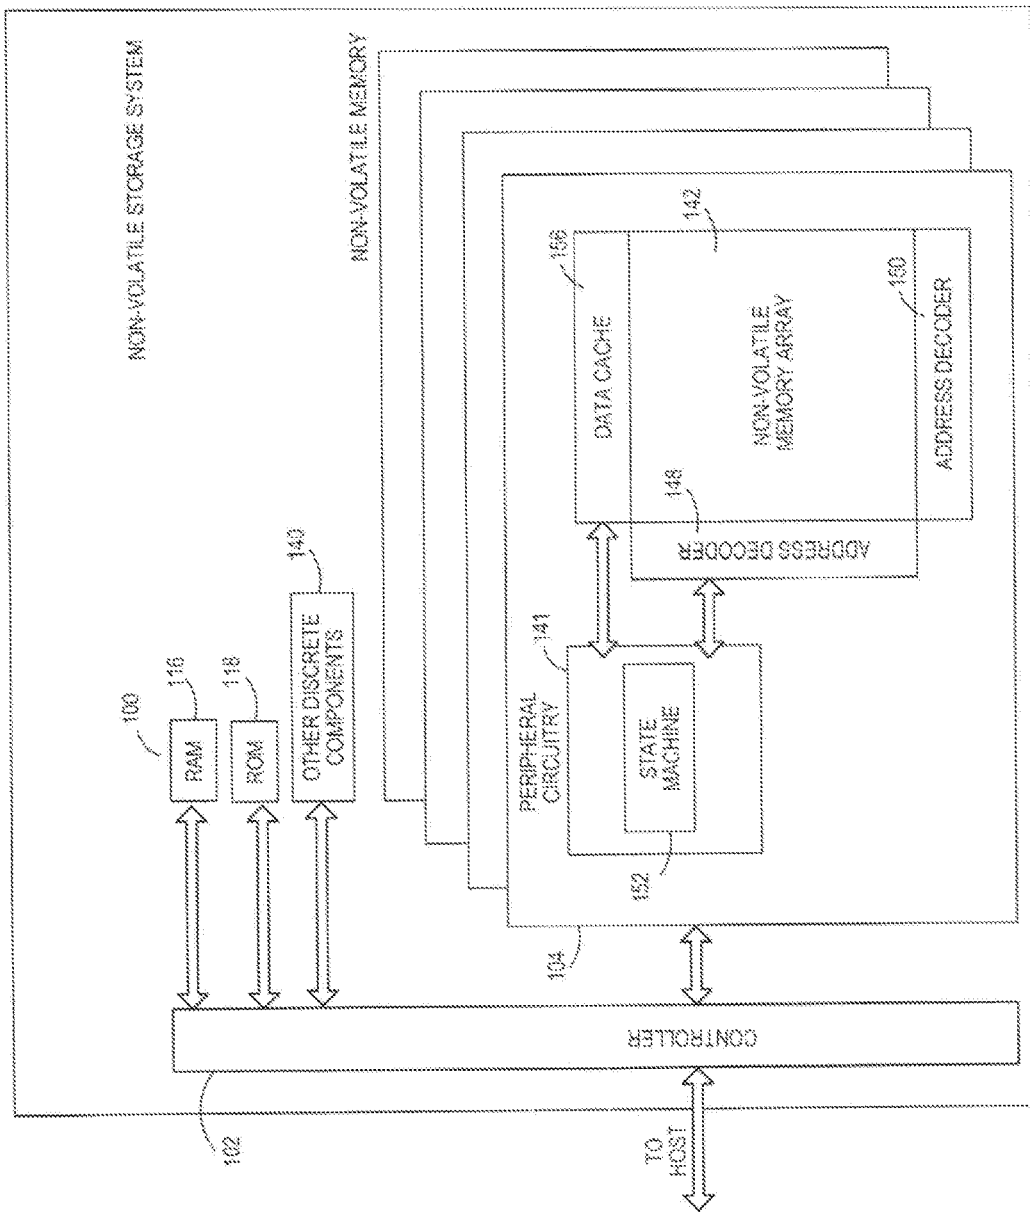 NON-VOLATILE STORAGE SYSTEM
100
RAM
116
ROM
118
OTHER DISCRETE
COMPONENTS
140
NON-VOLATILE MEMORY
102
CONTROLLER
TO
HOST
104
PERIPHERAL
CIRCUITRY
141
STATE
MACHINE
152
DATA CACHE
156
ADDRESS DECODER
148
NON-VOLATILE
MEMORY ARRAY
142
ADDRESS DECODER
150